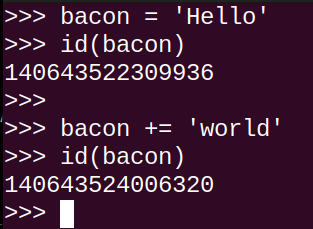 >>> bacon = 'Hello'
>>> id(bacon)
140643522309936
>>>
>>> bacon += 'world'
>>> id(bacon)
140643524006320
>>>